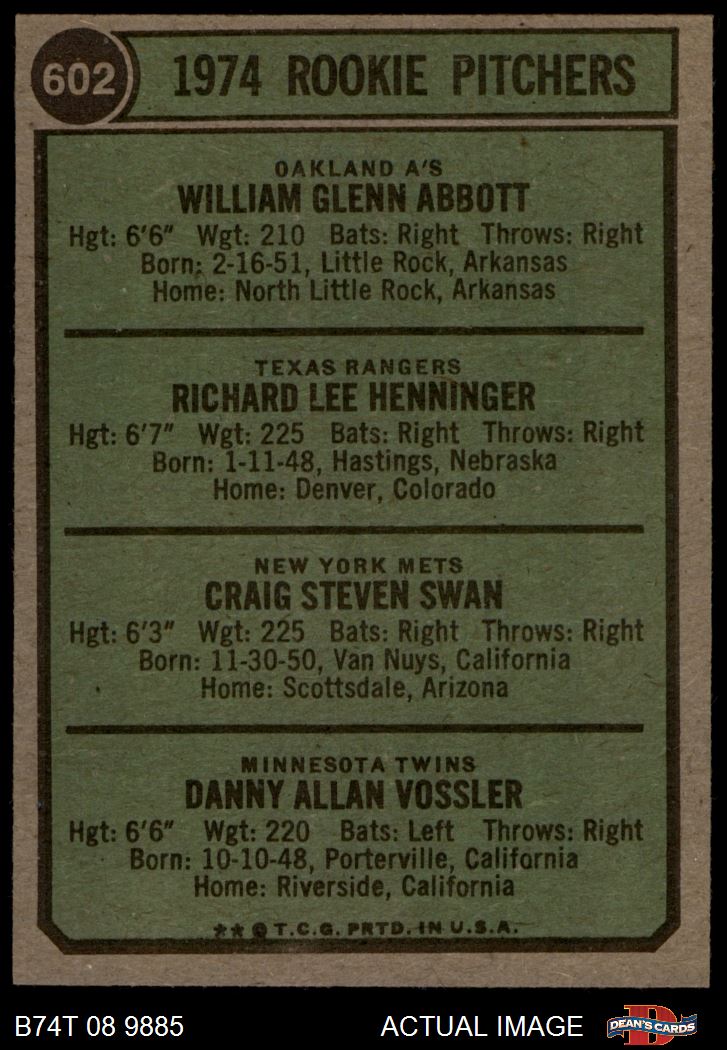 602
1974 ROOKIE PITCHERS
OAKLAND A'S
WILLIAM GLENN ABBOTT
Hgt: 6'6" Wgt: 210 Bats: Right Throws: Right
Born: 2-16-51, Little Rock, Arkansas
Home: North Little Rock, Arkansas
TEXAS RANGERS
RICHARD LEE HENNINGER
Hgt: 6'7" Wgt: 225 Bats: Right Throws: Right
Born: 1-11-48, Hastings, Nebraska
Home: Denver, Colorado
NEW YORK METS
CRAIG STEVEN SWAN
Hgt: 6'3" Wgt: 225 Bats: Right Throws: Right
Born: 11-30-50, Van Nuys, California
Home: Scottsdale, Arizona
MINNESOTA TWINS
DANNY ALLAN VOSSLER
Hgt: 6'6" Wgt: 220 Bats: Left Throws: Right
Born: 10-10-48, Porterville, California
Home: Riverside, California
** © T.C.G. PRTD. IN U.S.A.
B74T 08 9885 ACTUAL IMAGE
D
DEAN'S CARDS